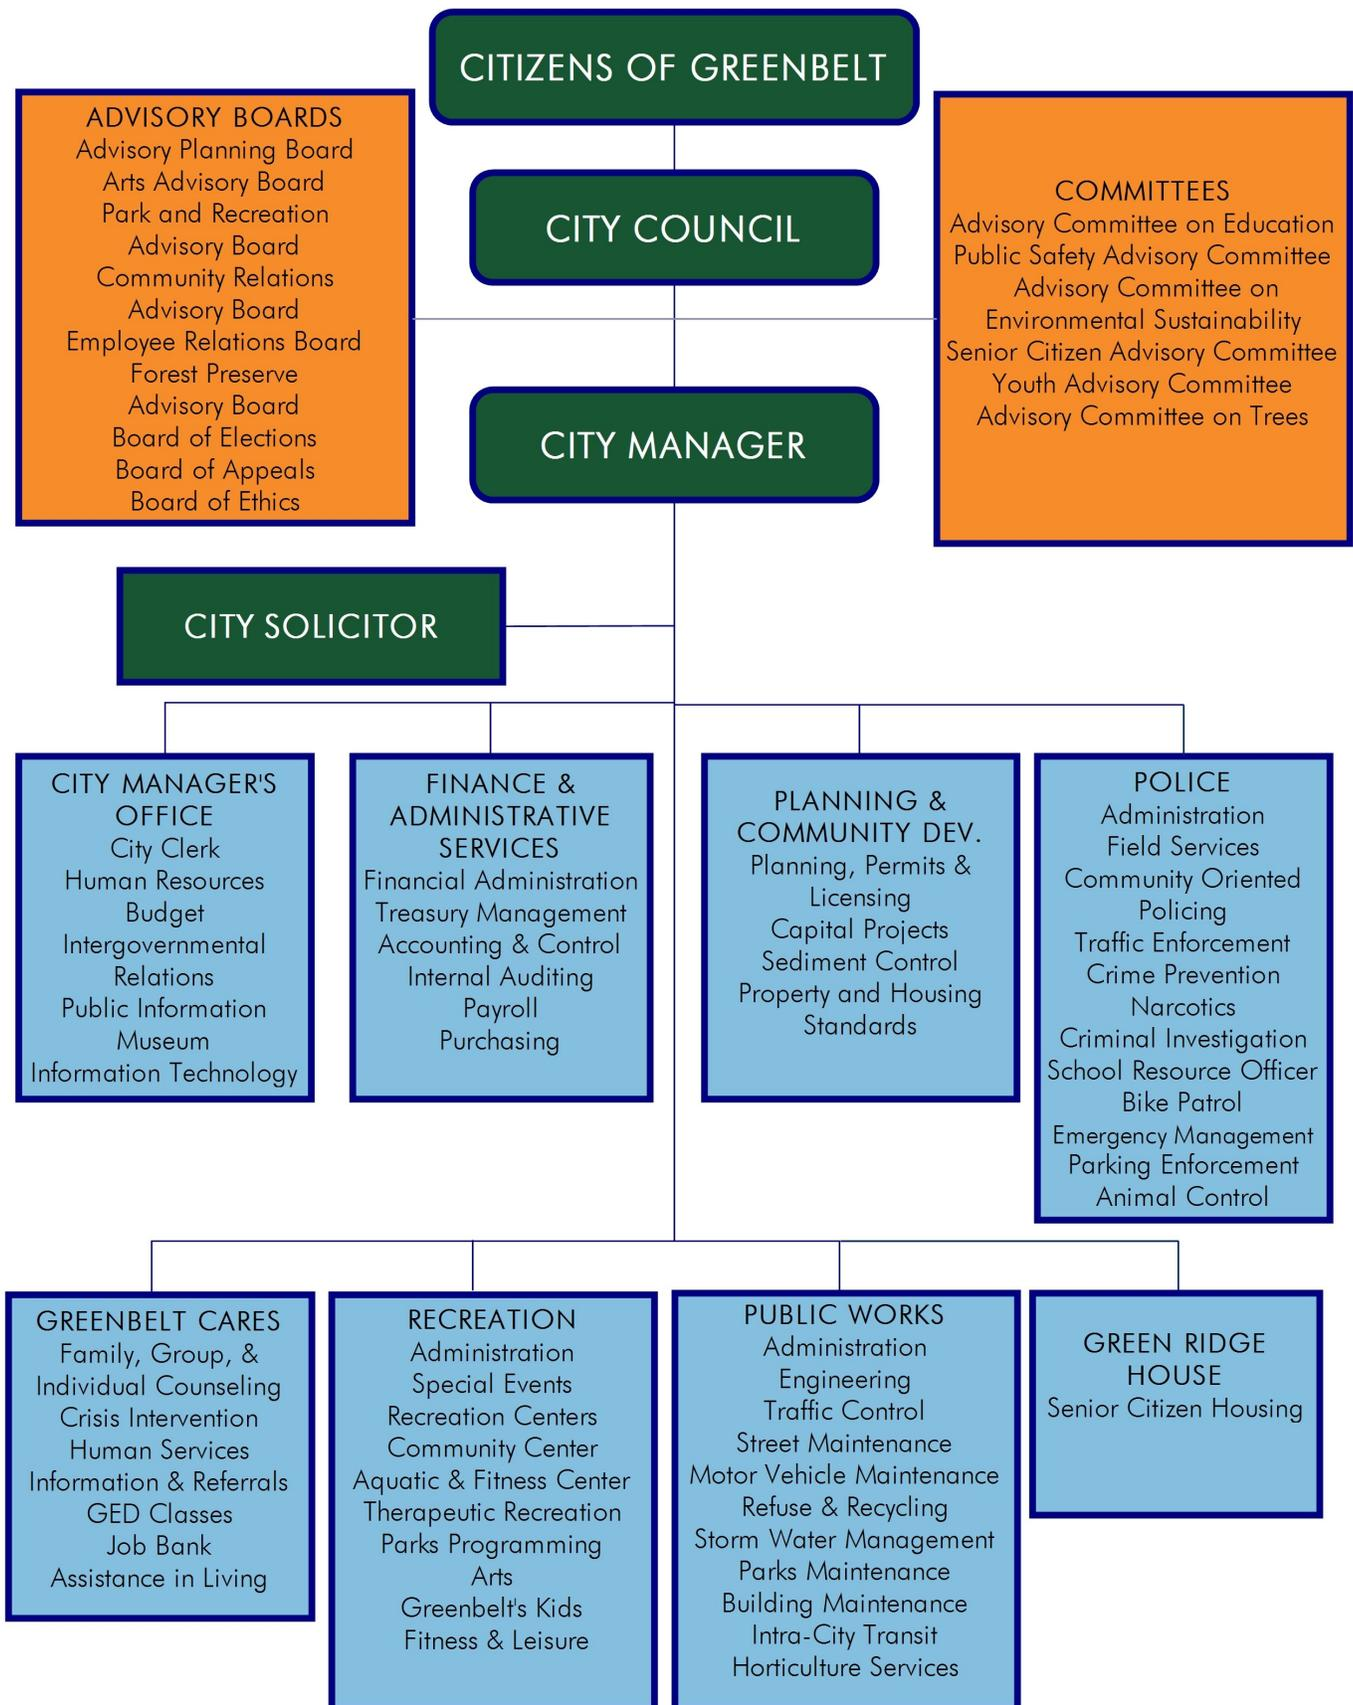 CITIZENS OF GREENBELT
ADVISORY BOARDS
Advisory Planning Board
Arts Advisory Board
Park and Recreation
Advisory Board
Community Relations
Advisory Board
Employee Relations Board
Forest Preserve
Advisory Board
Board of Elections
Board of Appeals
Board of Ethics
CITY COUNCIL
COMMITTEES
Advisory Committee on Education
Public Safety Advisory Committee
Advisory Committee on
Environmental Sustainability
Senior Citizen Advisory Committee
Youth Advisory Committee
Advisory Committee on Trees
CITY MANAGER
CITY SOLICITOR
CITY MANAGER'S
OFFICE
City Clerk
Human Resources
Budget
Intergovernmental
Relations
Public Information
Museum
Information Technology
FINANCE &
ADMINISTRATIVE
SERVICES
Financial Administration
Treasury Management
Accounting & Control
Internal Auditing
Payroll
Purchasing
PLANNING &
COMMUNITY DEV.
Planning, Permits &
Licensing
Capital Projects
Sediment Control
Property and Housing
Standards
POLICE
Administration
Field Services
Community Oriented
Policing
Traffic Enforcement
Crime Prevention
Narcotics
Criminal Investigation
School Resource Officer
Bike Patrol
Emergency Management
Parking Enforcement
Animal Control
GREENBELT CARES
Family, Group, &
Individual Counseling
Crisis Intervention
Human Services
Information & Referrals
GED Classes
Job Bank
Assistance in Living
RECREATION
Administration
Special Events
Recreation Centers
Community Center
Aquatic & Fitness Center
Therapeutic Recreation
Parks Programming
Arts
Greenbelt's Kids
Fitness & Leisure
PUBLIC WORKS
Administration
Engineering
Traffic Control
Street Maintenance
Motor Vehicle Maintenance
Refuse & Recycling
Storm Water Management
Parks Maintenance
Building Maintenance
Intra-City Transit
Horticulture Services
GREEN RIDGE
HOUSE
Senior Citizen Housing